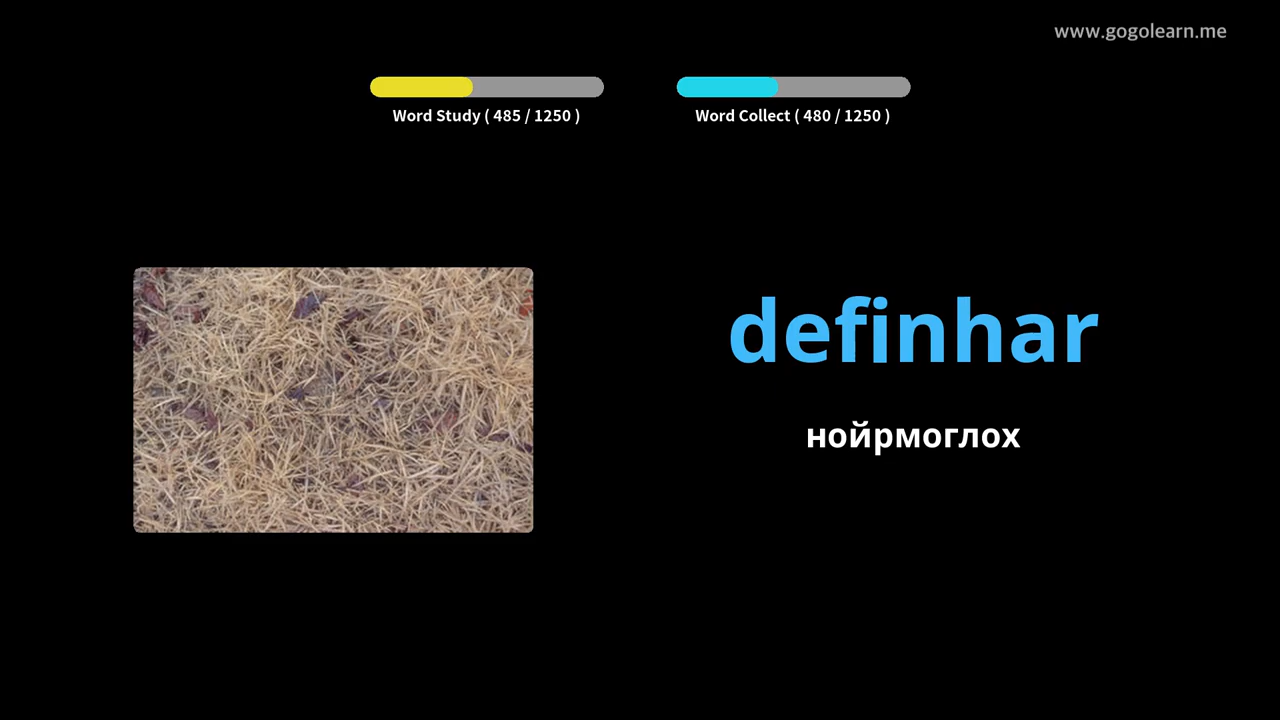 www.gogolearn.me
Word Study ( 485 / 1250 )
Word Collect ( 480 / 1250 )
definhar
нойрмоглох